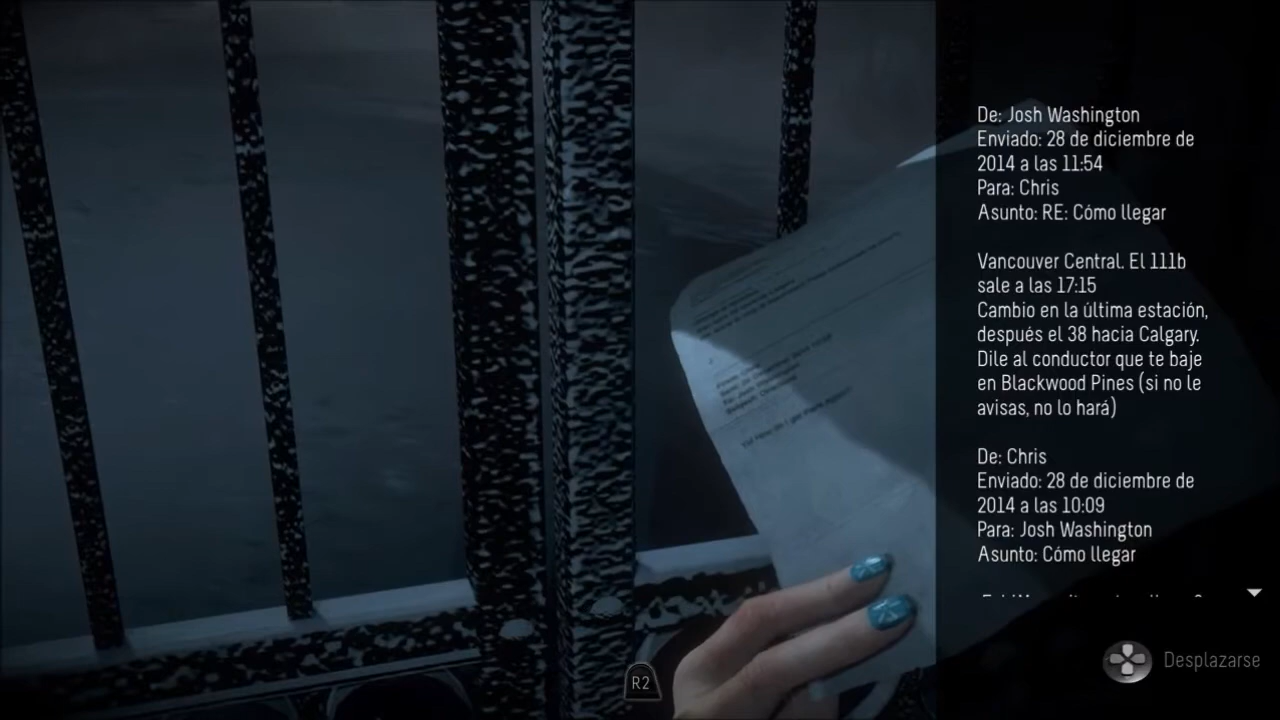 De: Josh Washington
Enviado: 28 de diciembre de
2014 a las 11:54
Para: Chris
Asunto: RE: Cómo llegar
Vancouver Central. El 111b
sale a las 17:15
Cambio en la última estación,
después el 38 hacia Calgary.
Dile al conductor que te baje
en Blackwood Pines (si no le
avisas, no lo hará)
De: Chris
Enviado: 28 de diciembre de
2014 a las 10:09
Para: Josh Washington
Asunto: Cómo llegar
R2
Desplazarse